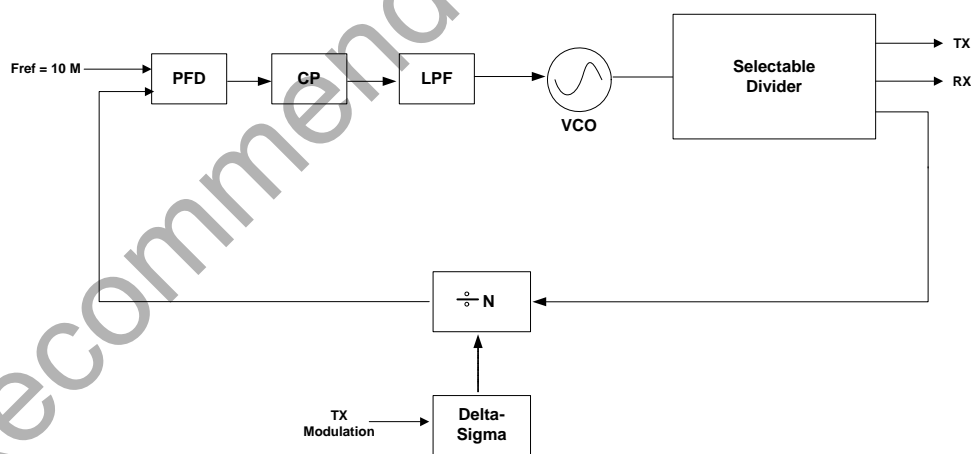 Fref = 10 M
PFD
CP
LPF
VCO
Selectable
Divider
TX
RX
÷ N
TX
Modulation
Delta-
Sigma